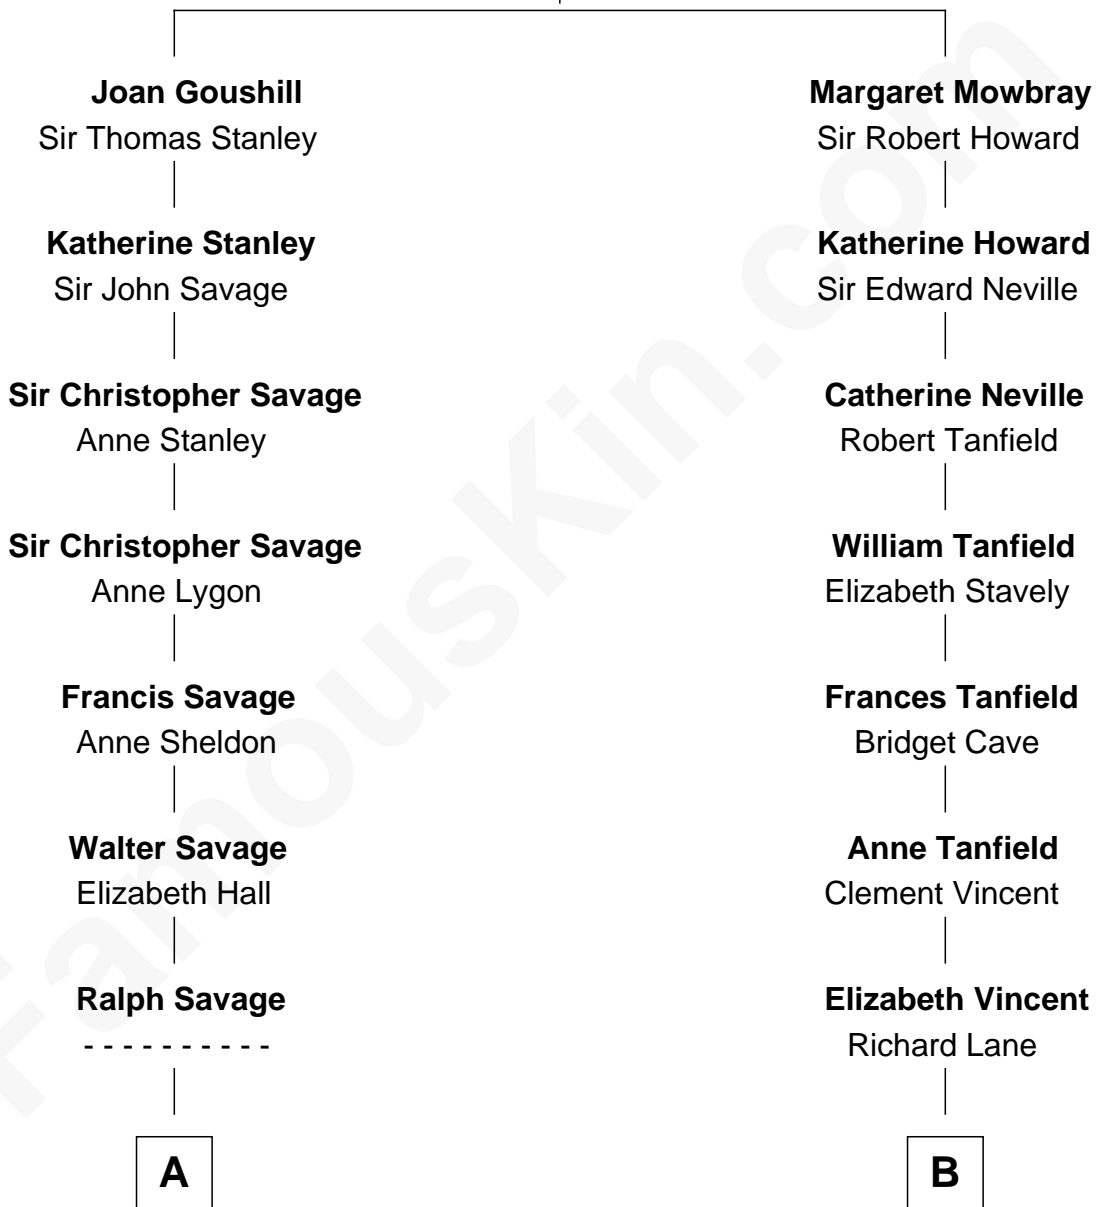 Joan Goushill
Sir Thomas Stanley
Katherine Stanley
Sir John Savage
Sir Christopher Savage
Anne Stanley
Sir Christopher Savage
Anne Lygon
Francis Savage
Anne Sheldon
Walter Savage
Elizabeth Hall
Ralph Savage
- - - - - - - - - -
A
Margaret Mowbray
Sir Robert Howard
Katherine Howard
Sir Edward Neville
Catherine Neville
Robert Tanfield
William Tanfield
Elizabeth Stavely
Frances Tanfield
Bridget Cave
Anne Tanfield
Clement Vincent
Elizabeth Vincent
Richard Lane
B
FamousKin.com